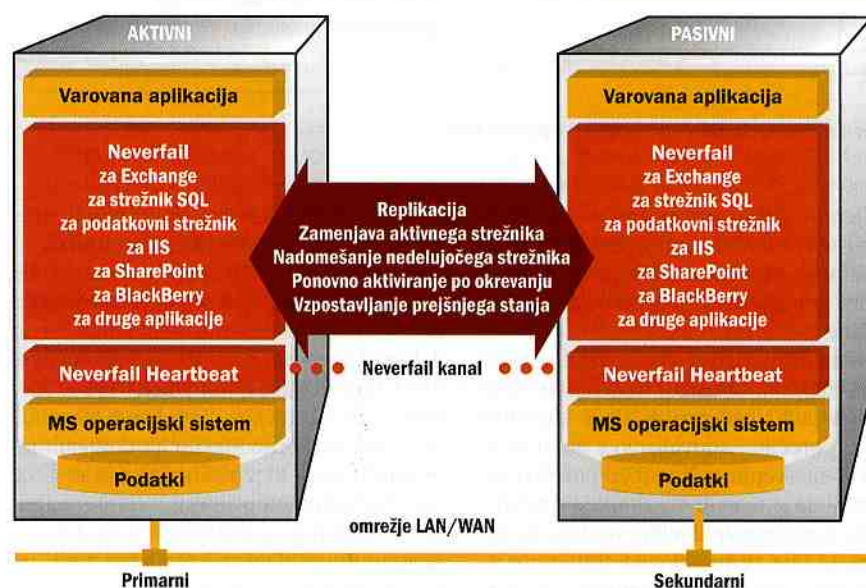 AKTIVNI
Varovana aplikacija
Neverfail
za Exchange
za strežnik SQL
za podatkovni strežnik
za IIS
za SharePoint
za BlackBerry
za druge aplikacije
Neverfail Heartbeat
MS operacijski sistem
Podatki
Primarni
Replikacija
Zamenjava aktivnega strežnika
Nadomešanje nedelujočega strežnika
Ponovno aktiviranje po okrevanju
Vzpostavljanje prejšnjega stanja
Neverfail kanal
omrežje LAN/WAN
PASIVNI
Varovana aplikacija
Neverfail
za Exchange
za strežnik SQL
za podatkovni strežnik
za IIS
za SharePoint
za BlackBerry
za druge aplikacije
Neverfail Heartbeat
MS operacijski sistem
Podatki
Sekundarni